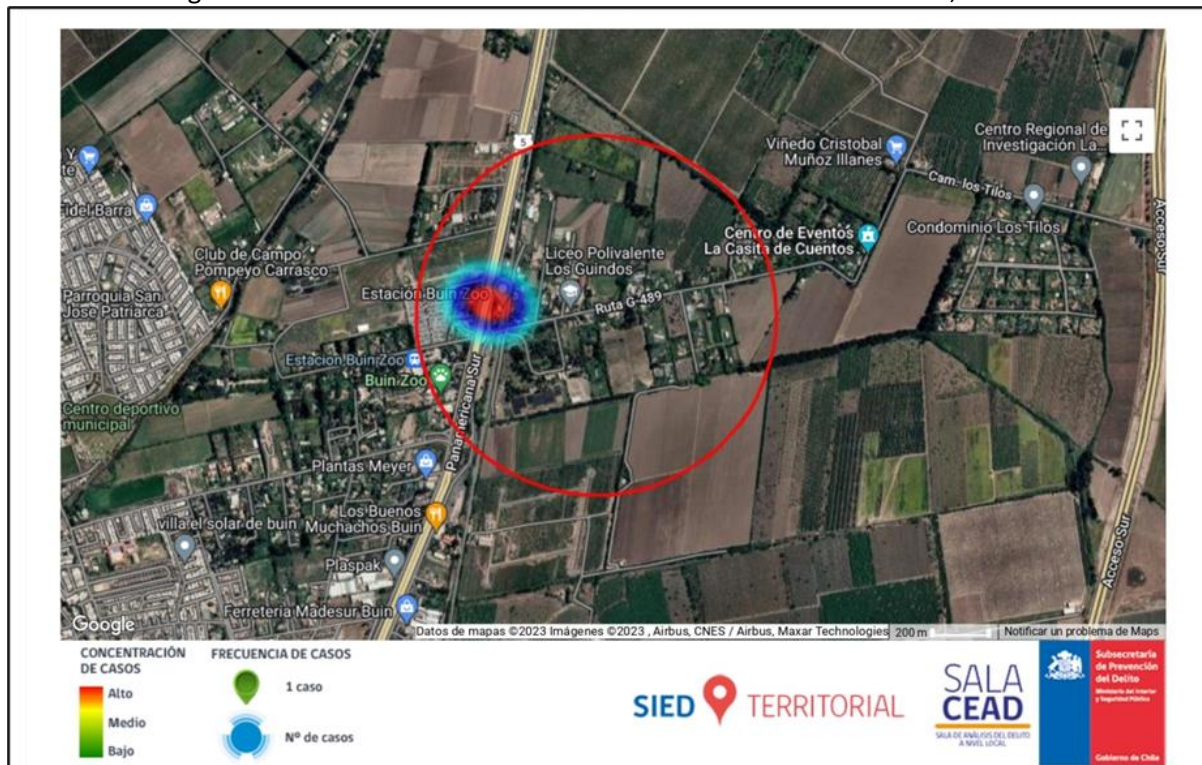 5
Viñedo Cristobal
Muñoz Illanes
Centro Regional de
Investigación La...
Y
te
Cam. los Tilos
Fidel Barra
Acceso Sur
Condominio Los Tilos
Centro de Eventos
La Casita de Cuentos
Club de Campo
Pompeyo Carrasco
Liceo Polivalente
Los Guindos
Parroquia San
Jose Patriarca
Estación Buin Zoo
Ruta G-489
Estacion Buin Zoo
Buin Zoo
Panamericana Sur
Centro deportivo
municipal
Plantas Meyer
Los Buenos
Muchachos Buin
villa el solar de buin
Plaspak
Acceso Sur
Ferreteria Madesur Buin
Google
Datos de mapas ©2023 Imágenes ©2023 , Airbus, CNES / Airbus, Maxar Technologies
200 m
Notificar un problema de Maps
CONCENTRACIÓN
DE CASOS
Alto
Medio
Bajo
FRECUENCIA DE CASOS
1 caso
Nº de casos
SIED TERRITORIAL
SALA
CEAD
SALA DE ANÁLISIS DEL DELITO
A NIVEL LOCAL
Subsecretaría
de Prevención
del Delito
Ministerio del Interior
y Seguridad Pública
Gobierno de Chile